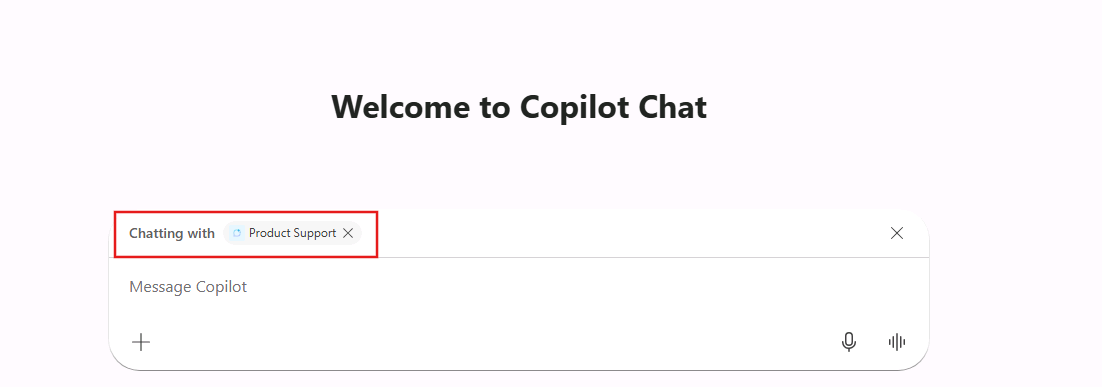 Welcome to Copilot Chat
Chatting with Product Support
Message Copilot